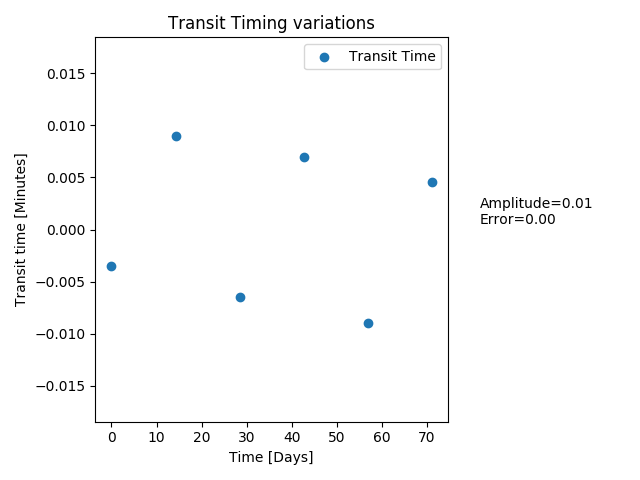 Transit Timing variations
Transit Time
0.015
0.010
0.005
0.000
−0.005
−0.010
−0.015
Transit time [Minutes]
Amplitude=0.01
Error=0.00
0 10 20 30 40 50 60 70
Time [Days]